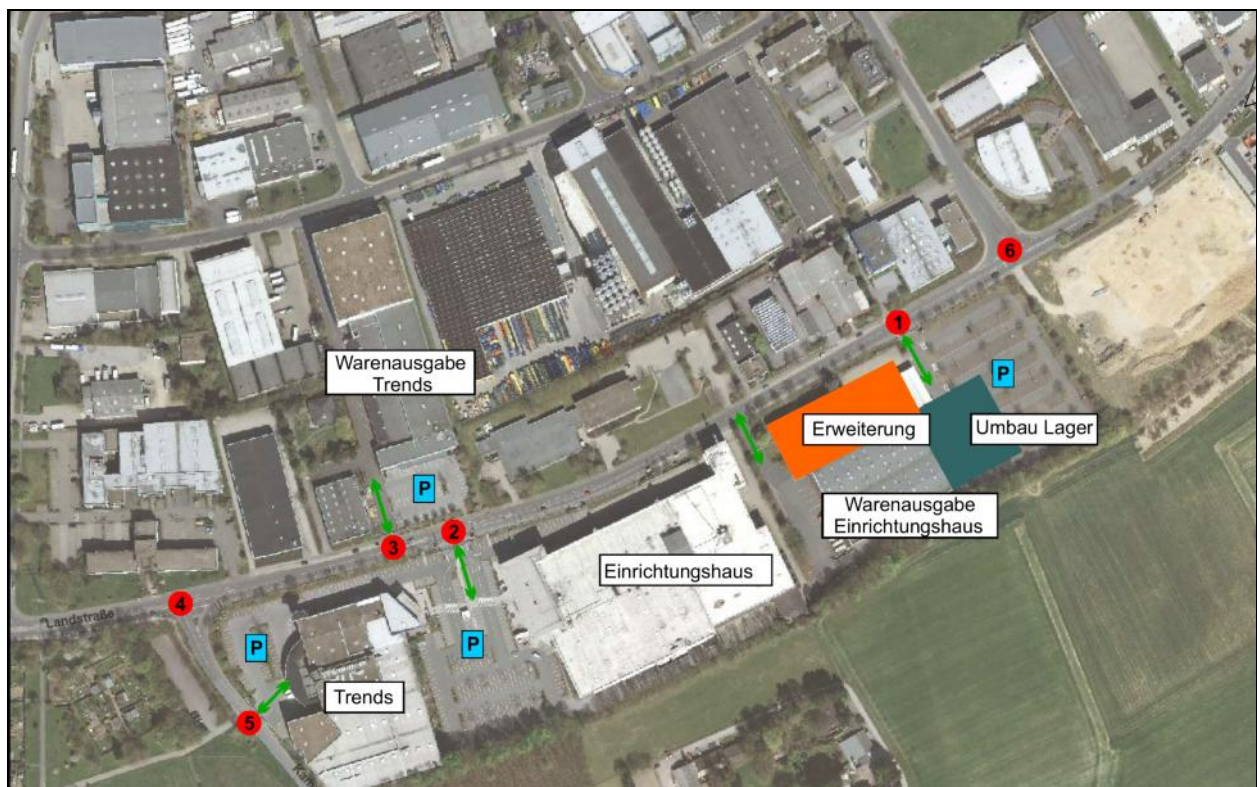 6
1
P
Warenausgabe
Trends
Erweiterung
Umbau Lager
P
Warenausgabe
Einrichtungshaus
2
3
Einrichtungshaus
4
Landstraße
P
P
Trends
5